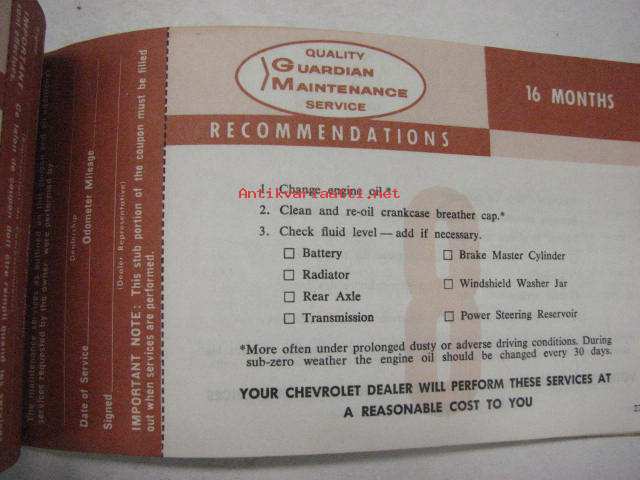 QUALITY
GUARDIAN
MAINTENANCE
SERVICE
RECOMMENDATIONS
16 MONTHS
1. Change engine oil.*
Antikvariaatti.net
2. Clean and re-oil crankcase breather cap.*
3. Check fluid level — add if necessary.
☐ Battery
☐ Radiator
☐ Rear Axle
☐ Transmission
☐ Brake Master Cylinder
☐ Windshield Washer Jar
☐ Power Steering Reservoir
*More often under prolonged dusty or adverse driving conditions. During
sub-zero weather the engine oil should be changed every 30 days.
YOUR CHEVROLET DEALER WILL PERFORM THESE SERVICES AT
A REASONABLE COST TO YOU
8
Dealership
Date of Service
Odometer Mileage
Signed
(Dealer Representative)
IMPORTANT NOTE: This stub portion of the coupon must be filled
out when services are performed.